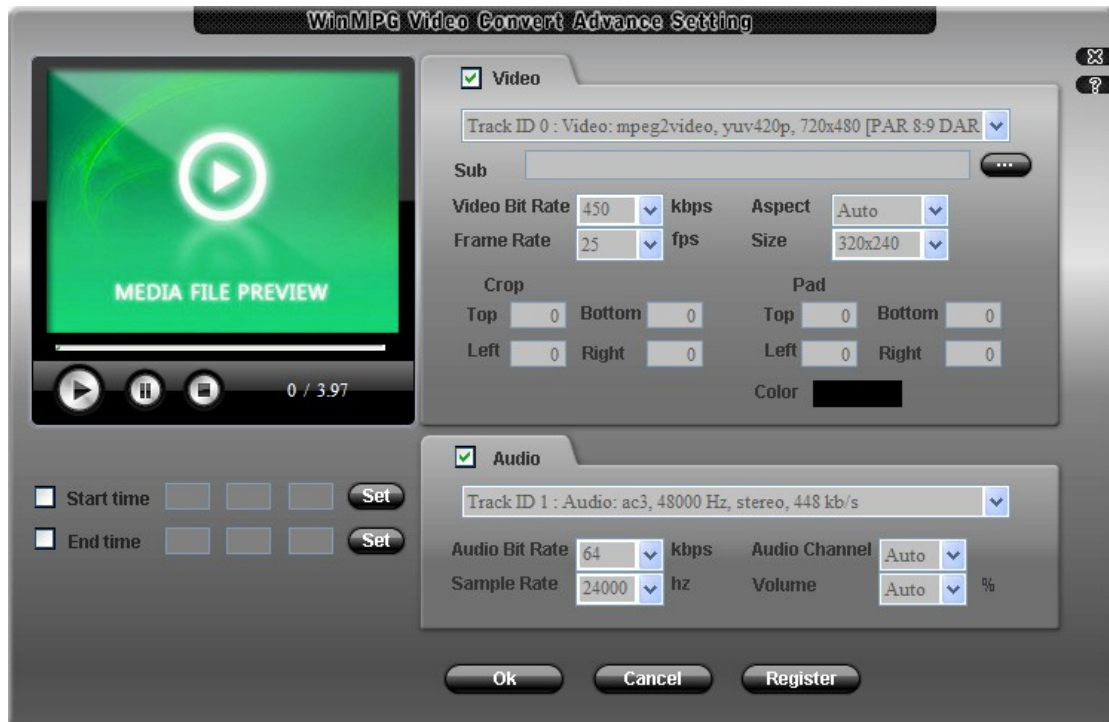 WinMPG Video Convert Advance Setting
MEDIA FILE PREVIEW
0 / 3.97
Start time Set
End time Set
Video
Track ID 0 : Video: mpeg2video, yuv420p, 720x480 [PAR 8:9 DAR
Sub ...
Video Bit Rate 450 kbps Aspect Auto
Frame Rate 25 fps Size 320x240
Crop Pad
Top 0 Bottom 0 Top 0 Bottom 0
Left 0 Right 0 Left 0 Right 0
Color
Audio
Track ID 1 : Audio: ac3, 48000 Hz, stereo, 448 kb/s
Audio Bit Rate 64 kbps Audio Channel Auto
Sample Rate 24000 hz Volume Auto %
Ok Cancel Register
?